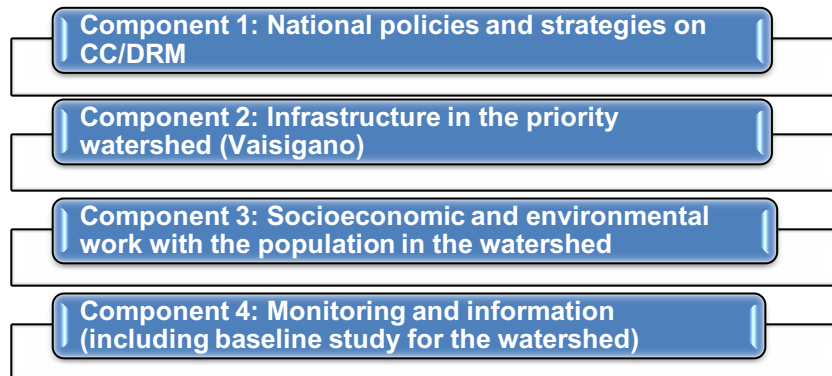 Component 1: National policies and strategies on
CC/DRM
Component 2: Infrastructure in the priority
watershed (Vaisigano)
Component 3: Socioeconomic and environmental
work with the population in the watershed
Component 4: Monitoring and information
(including baseline study for the watershed)